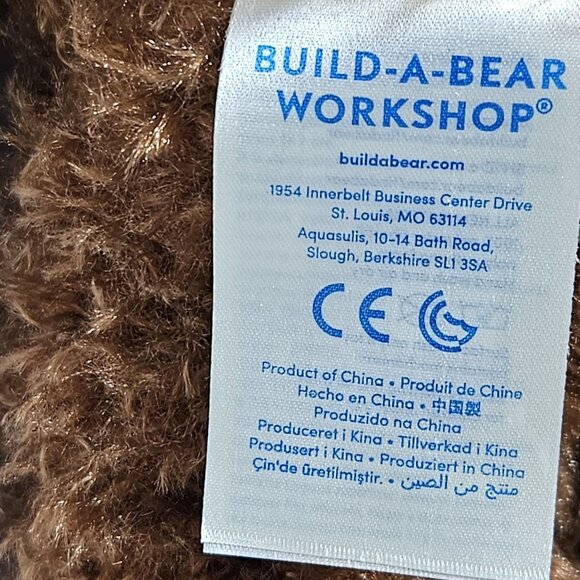 BUILD-A-BEAR
WORKSHOP®
buildabear.com
1954 Innerbelt Business Center Drive
St. Louis, MO 63114
Aquasulis, 10-14 Bath Road,
Slough, Berkshire SL1 3SA
CE
Product of China • Produit de Chine
Hecho en China • 中国製
Produzido na China
Produceret i Kina • Tillverkad i Kina
Produsert i Kina • Produziert in China
Çin'de üretilmiştir. • منتج من الصين